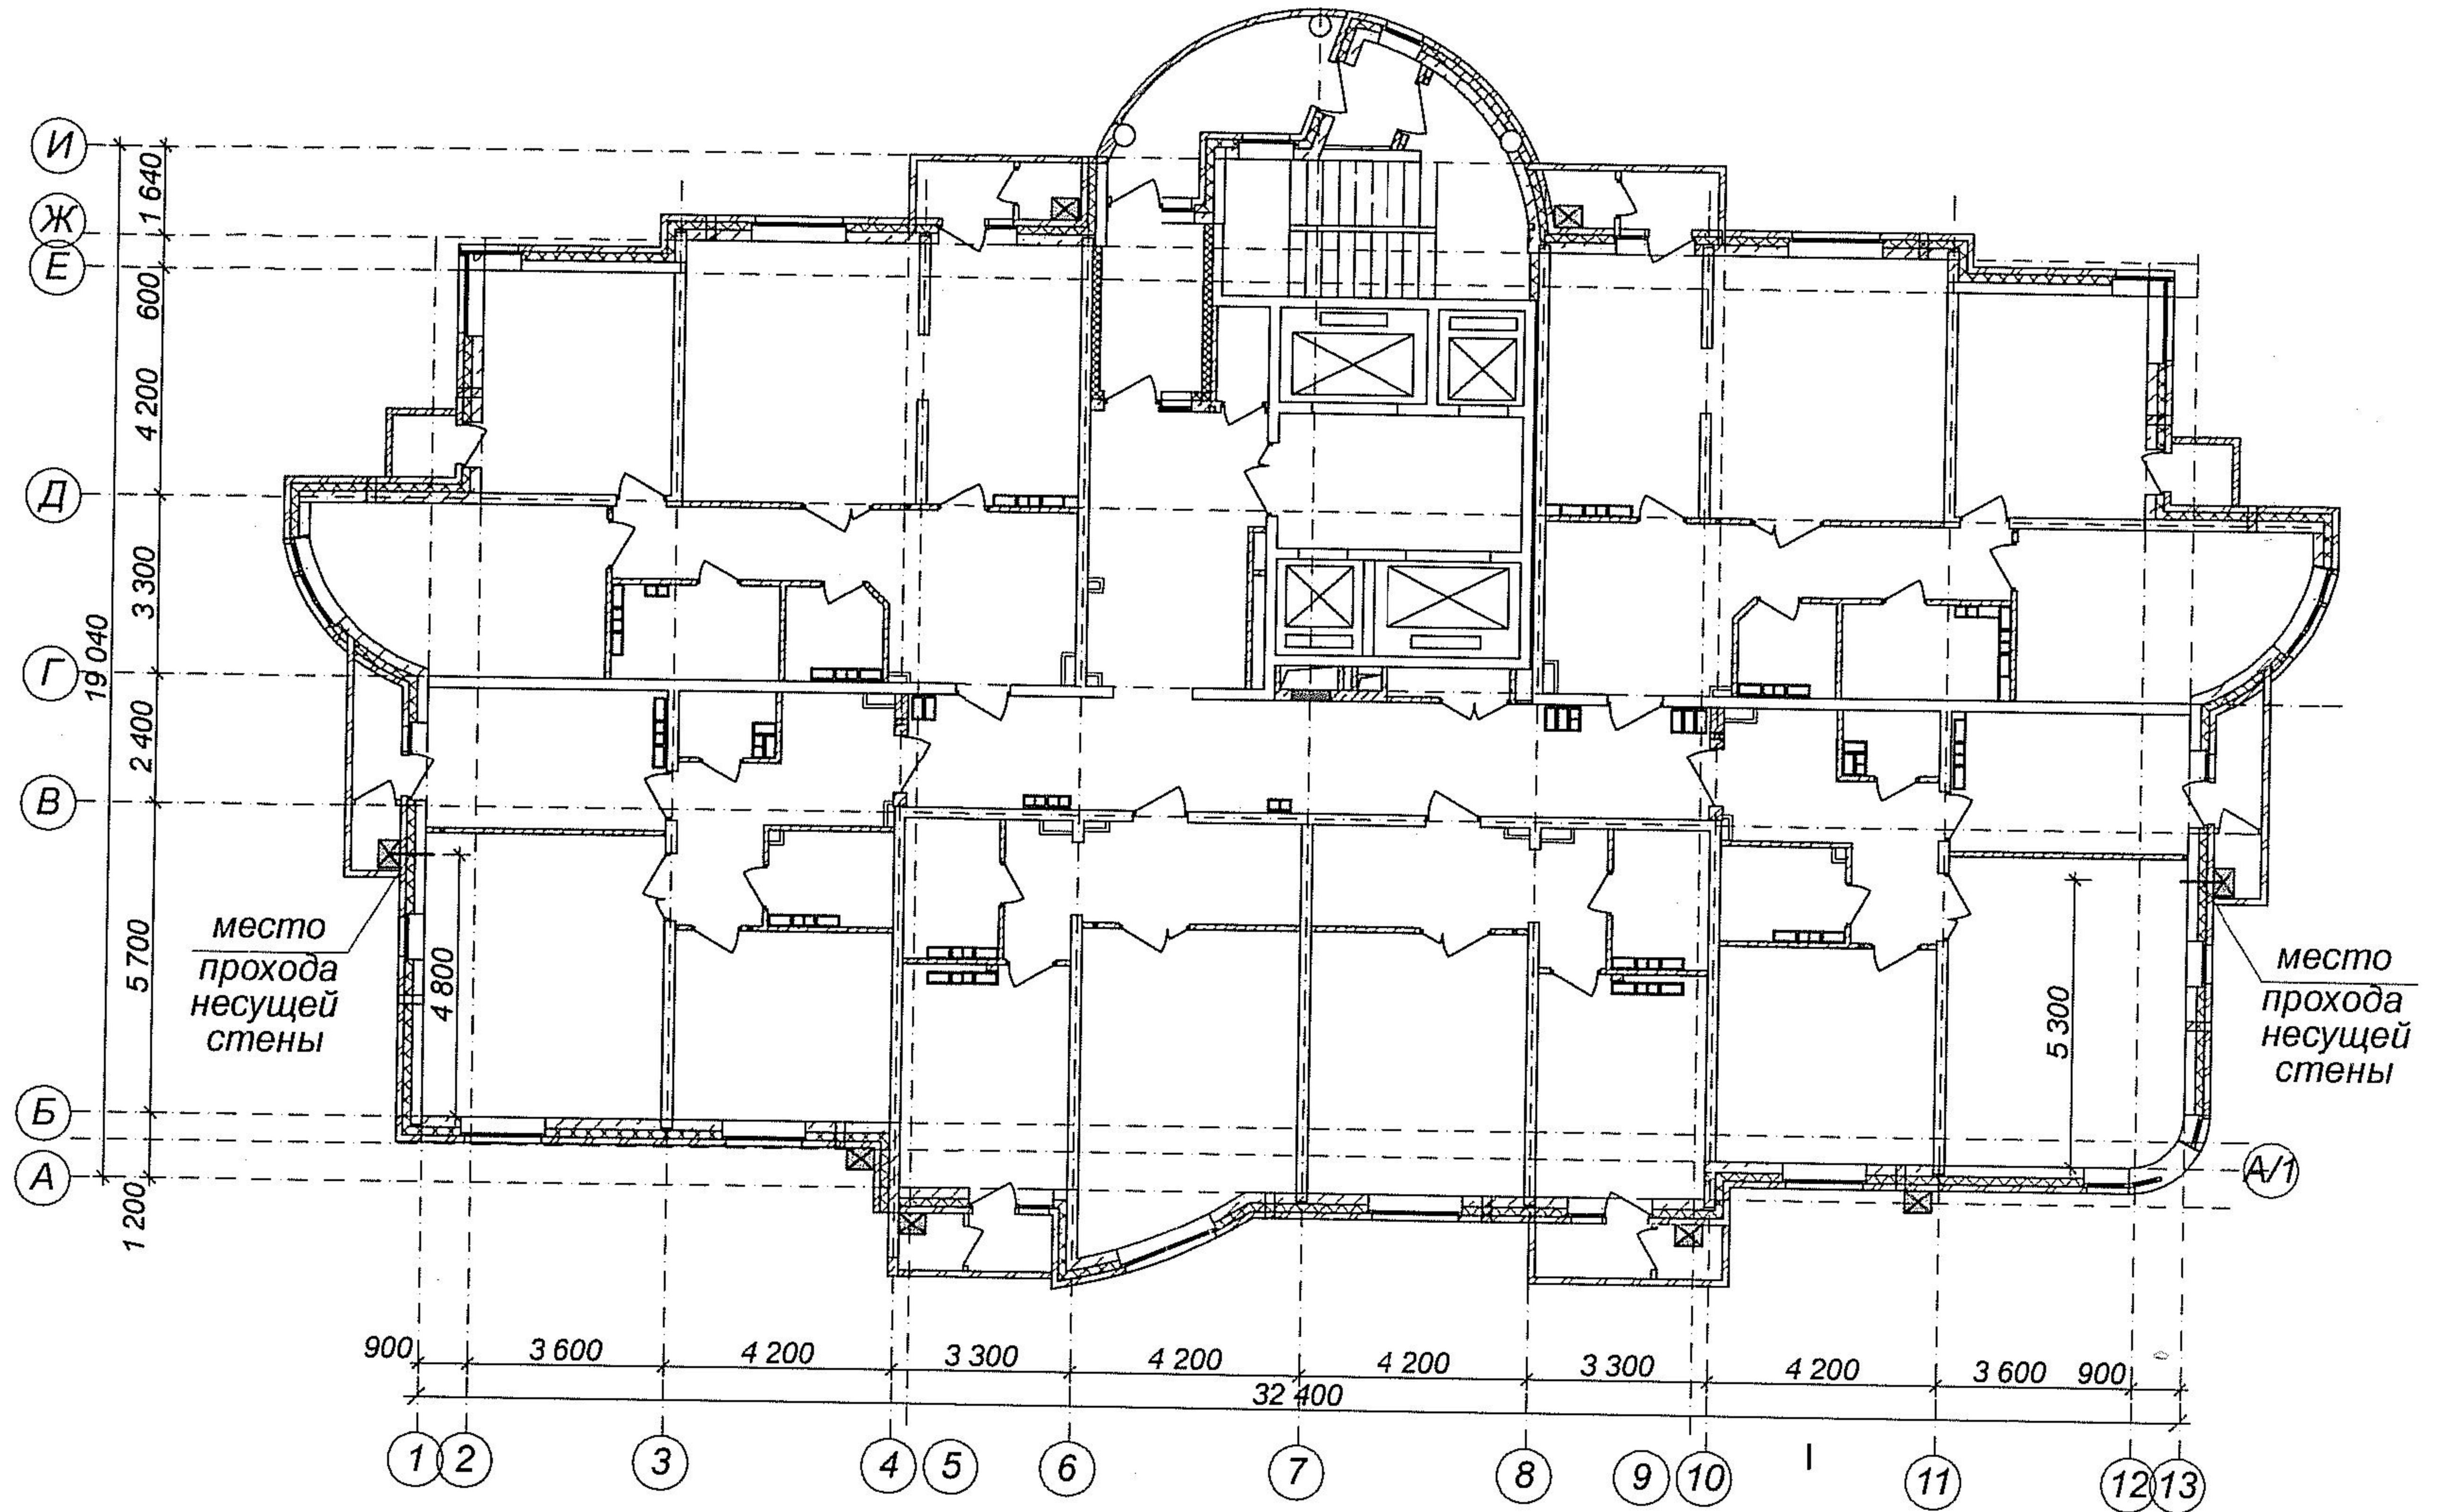 И
1 640
Ж
Е
600
4 200
Д
3 300
19 040
Г
2 400
В
место
прохода
несущей
стены
4 800
5 700
место
прохода
несущей
стены
5 300
Б
А
А/1
1 200
900
3 600
4 200
3 300
4 200
4 200
3 300
4 200
3 600
900
32 400
1
2
3
4
5
6
7
8
9
10
11
12
13